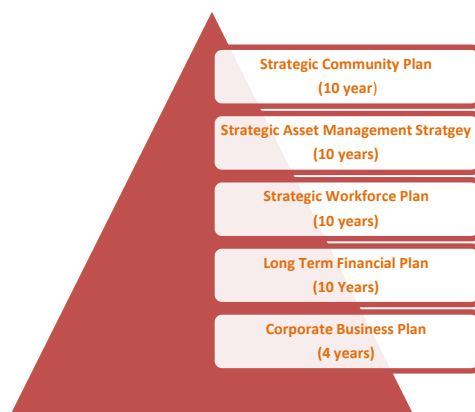 Strategic Community Plan
(10 year)
Strategic Asset Management Stratgey
(10 years)
Strategic Workforce Plan
(10 years)
Long Term Financial Plan
(10 Years)
Corporate Business Plan
(4 years)